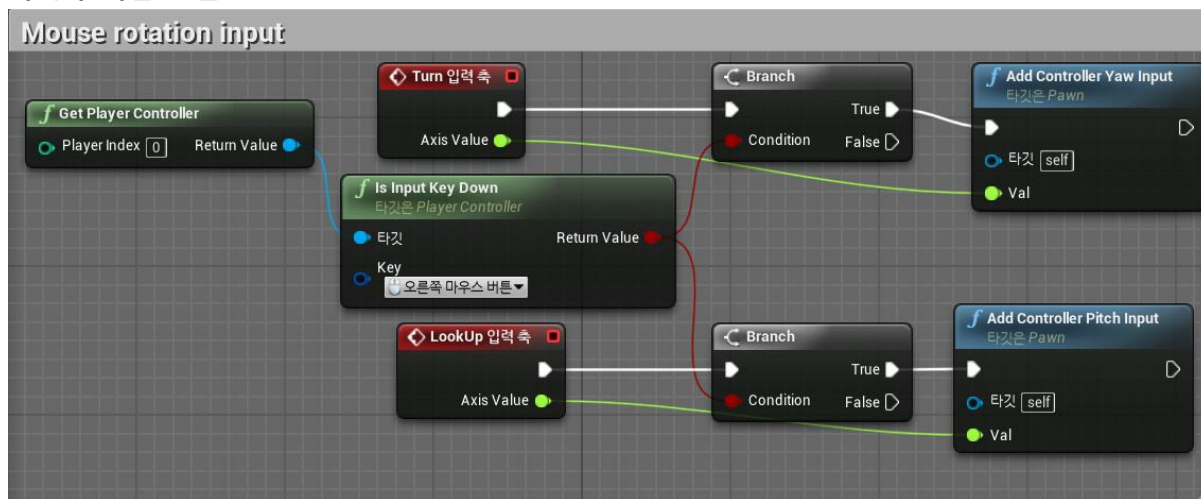 Mouse rotation input
Get Player Controller
Player Index 0 Return Value
Turn 입력 축
Axis Value
Is Input Key Down
타깃은 Player Controller
타깃 Return Value
Key
오른쪽 마우스 버튼
Branch
True
Condition False
Add Controller Yaw Input
타깃은 Pawn
타깃 self
Val
LookUp 입력 축
Axis Value
Branch
True
Condition False
Add Controller Pitch Input
타깃은 Pawn
타깃 self
Val